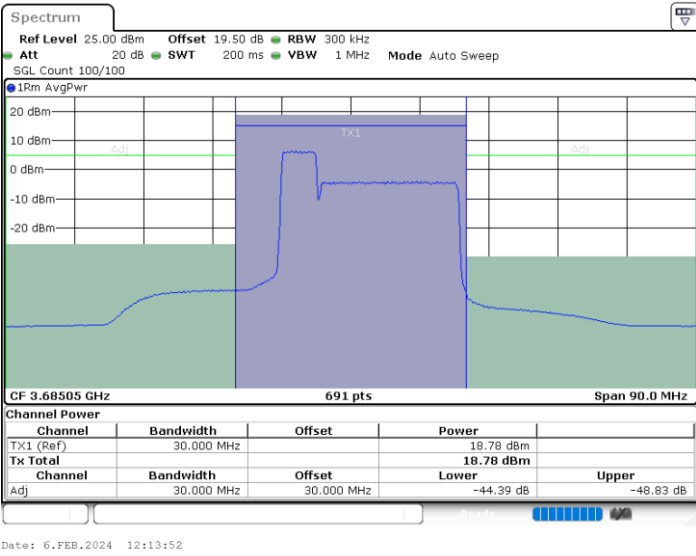 Spectrum
Ref Level 25.00 dBm Offset 19.50 dB RBW 300 kHz
Att 20 dB SWT 200 ms VBW 1 MHz Mode Auto Sweep
SGL Count 100/100
1Rm AvgPwr
20 dBm
TX1
10 dBm
Adj Adj
0 dBm
-10 dBm
-20 dBm
CF 3.68505 GHz 691 pts Span 90.0 MHz
Channel Power
Channel Bandwidth Offset Power
TX1 (Ref) 30.000 MHz 18.78 dBm
Tx Total 18.78 dBm
Channel Bandwidth Offset Lower Upper
Adj 30.000 MHz 30.000 MHz -44.39 dB -48.83 dB
Ready
Date: 6.FEB.2024 12:13:52